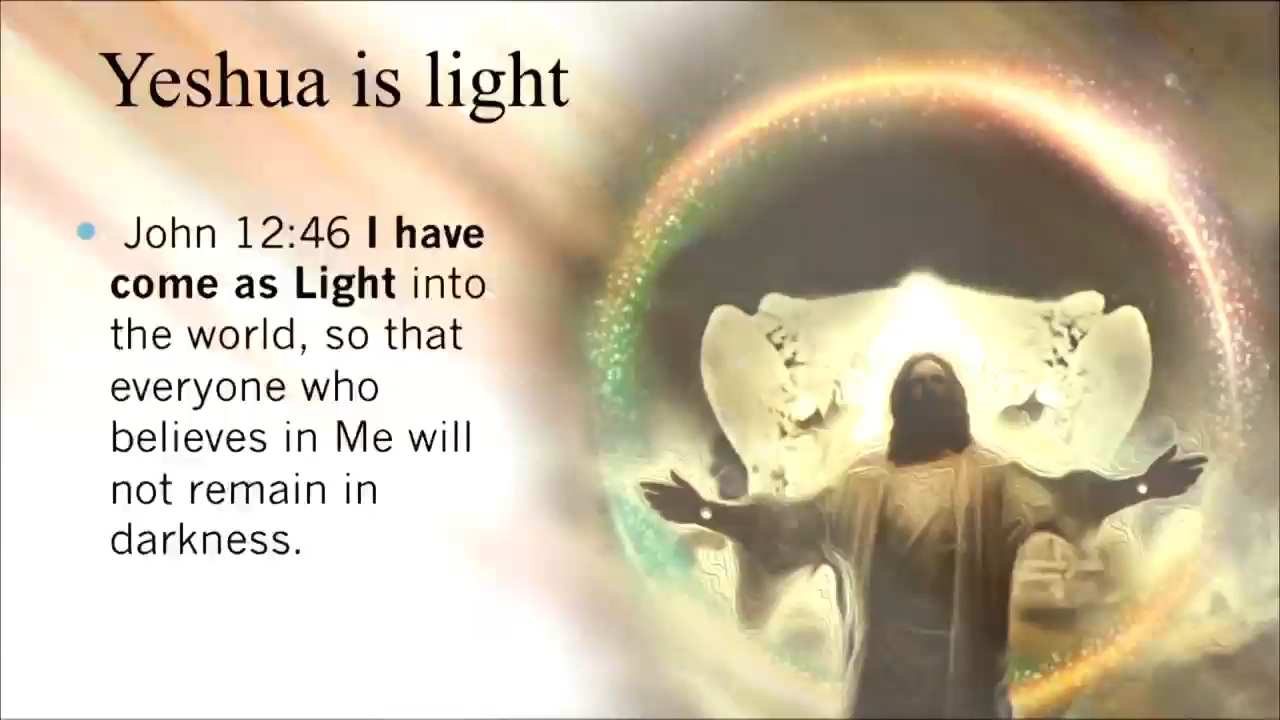 Yeshua is light
• John 12:46 I have
come as Light into
the world, so that
everyone who
believes in Me will
not remain in
darkness.